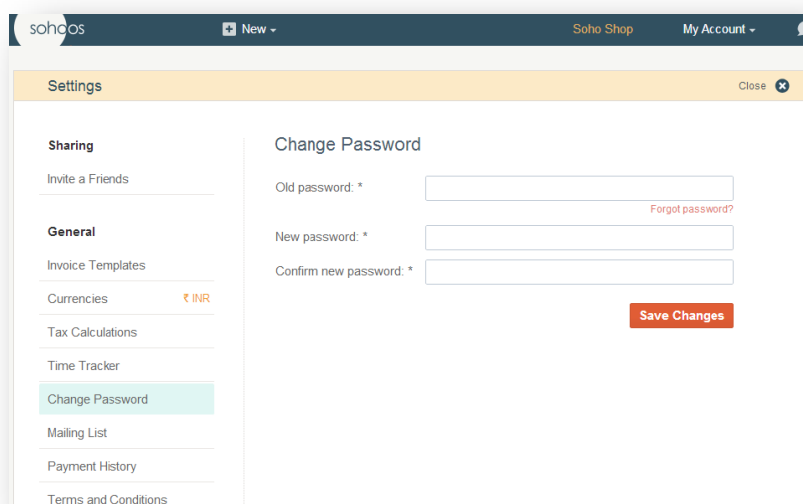 sohoos
New
Soho Shop
My Account
Settings
Close
Sharing
Invite a Friends
General
Invoice Templates
Currencies ₹ INR
Tax Calculations
Time Tracker
Change Password
Mailing List
Payment History
Terms and Conditions
Change Password
Old password: *
Forgot password?
New password: *
Confirm new password: *
Save Changes